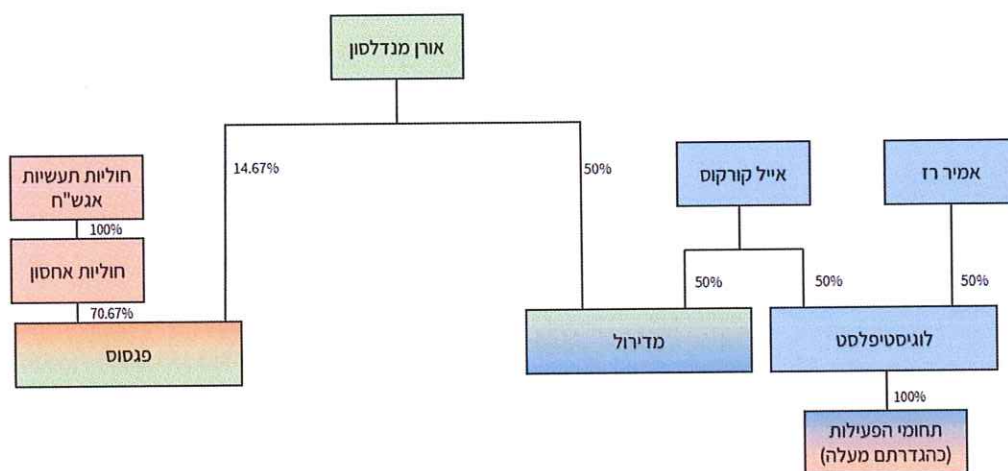 אורן מנדלסון
14.67%
50%
חוליות תעשיות
אגש"ח
100%
חוליות אחסון
70.67%
פגסוס
אייל קורקוס
אמיר רז
50%
50%
50%
מדירול
לוגיסטיפלסט
100%
תחומי הפעילות
(כהגדרתם מעלה)